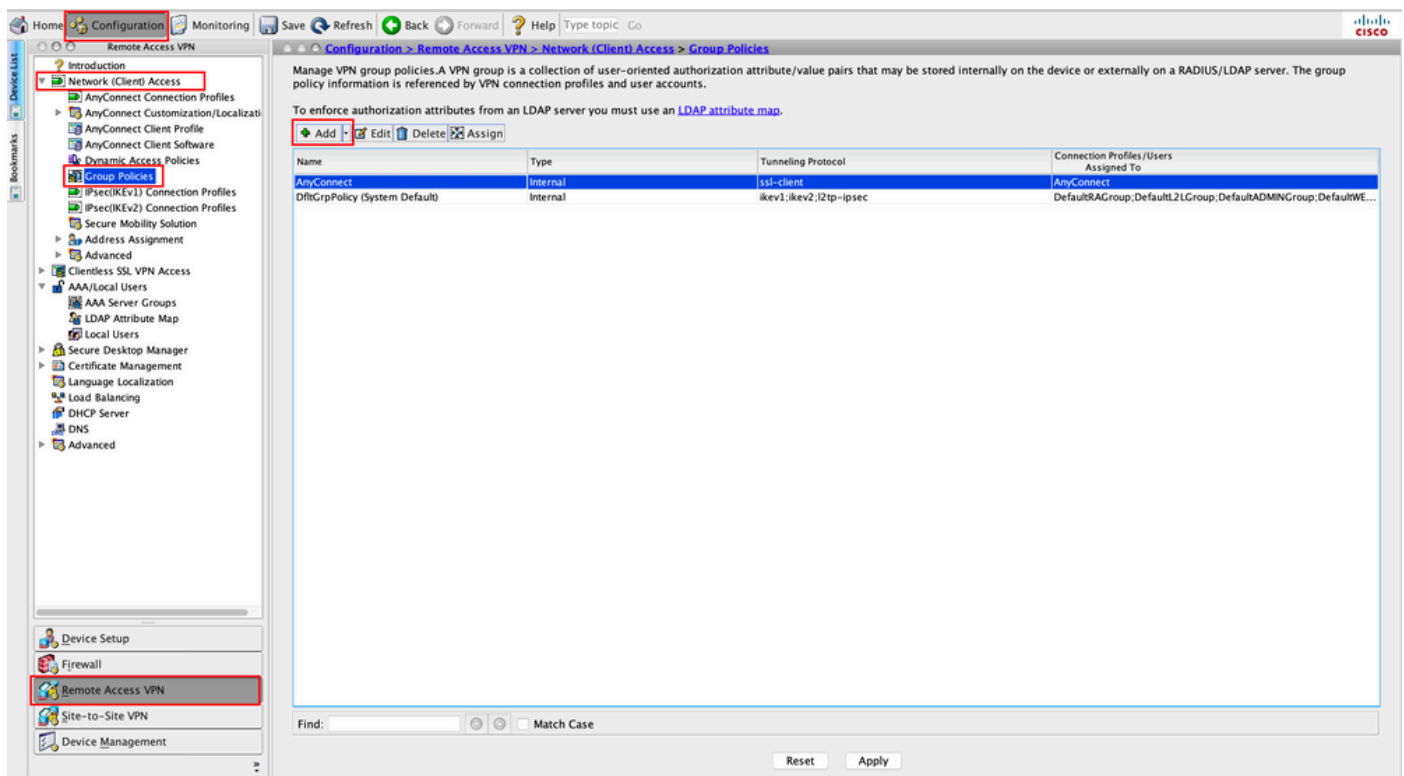 Home Configuration Monitoring Save Refresh Back Forward Help Type topic Go
CISCO
Device List
Bookmarks
Remote Access VPN
Introduction
Network (Client) Access
AnyConnect Connection Profiles
AnyConnect Customization/Localizati
AnyConnect Client Profile
AnyConnect Client Software
Dynamic Access Policies
Group Policies
IPsec(IKEv1) Connection Profiles
IPsec(IKEv2) Connection Profiles
Secure Mobility Solution
Address Assignment
Advanced
Clientless SSL VPN Access
AAA/Local Users
AAA Server Groups
LDAP Attribute Map
Local Users
Secure Desktop Manager
Certificate Management
Language Localization
Load Balancing
DHCP Server
DNS
Advanced
Device Setup
Firewall
Remote Access VPN
Site-to-Site VPN
Device Management
Configuration > Remote Access VPN > Network (Client) Access > Group Policies
Manage VPN group policies.A VPN group is a collection of user-oriented authorization attribute/value pairs that may be stored internally on the device or externally on a RADIUS/LDAP server. The group
policy information is referenced by VPN connection profiles and user accounts.
To enforce authorization attributes from an LDAP server you must use an LDAP attribute map.
Add Edit Delete Assign
Name Type Tunneling Protocol Connection Profiles/Users
Assigned To
AnyConnect Internal ssl-client AnyConnect
DfltGrpPolicy (System Default) Internal ikev1;ikev2;l2tp-ipsec DefaultRAGroup;DefaultL2LGroup;DefaultADMINGroup;DefaultWE...
Find: Match Case
Reset Apply